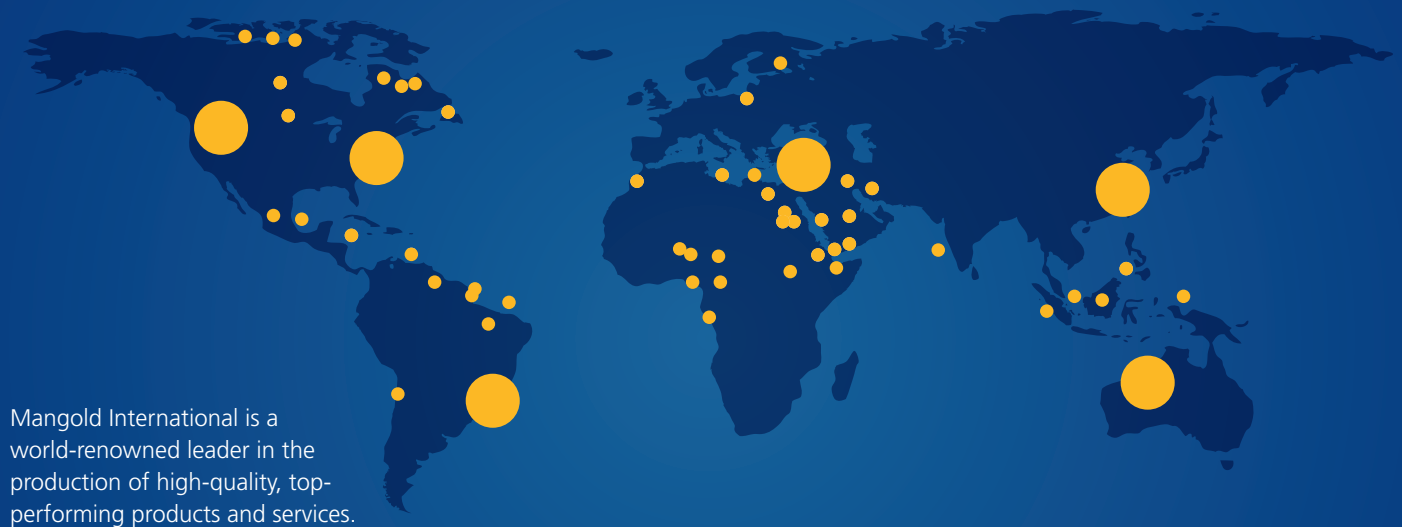 Mangold International is a
world-renowned leader in the
production of high-quality, top-
performing products and services.